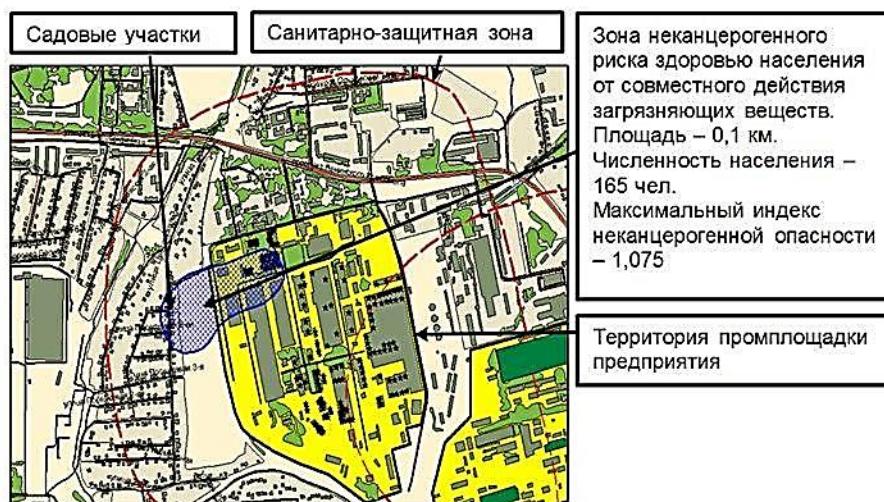 Садовые участки
Санитарно-защитная зона
Зона неканцерогенного
риска здоровью населения
от совместного действия
загрязняющих веществ.
Площадь – 0,1 км.
Численность населения –
165 чел.
Максимальный индекс
неканцерогенной опасности
– 1,075
Территория промплощадки
предприятия